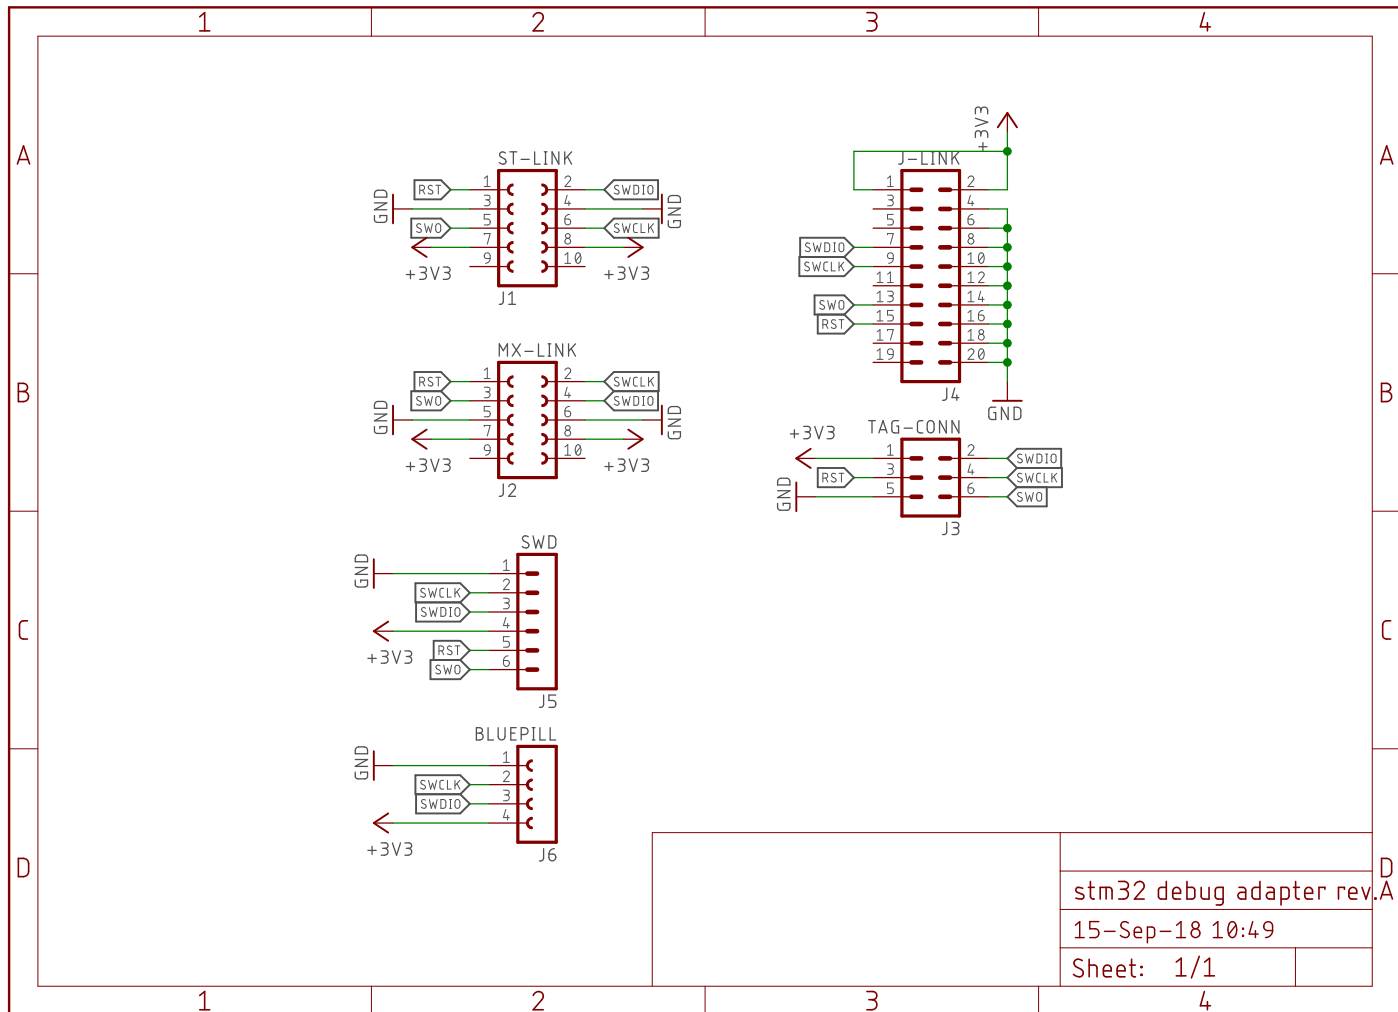 1 2 3 4
A A
ST-LINK
RST 1 2 SWDIO
GND 3 4 GND
SWO 5 6 SWCLK
7 8
+3V3 9 10 +3V3
J1
+3V3
J-LINK
1 2
3 4
5 6
SWDIO 7 8
SWCLK 9 10
11 12
SWO 13 14
RST 15 16
17 18
19 20
J4
GND
B B
MX-LINK
RST 1 2 SWCLK
SWO 3 4 SWDIO
GND 5 6 GND
7 8
+3V3 9 10 +3V3
J2
TAG-CONN
+3V3 1 2 SWDIO
RST 3 4 SWCLK
GND 5 6 SWO
J3
C C
SWD
GND 1
SWCLK 2
SWDIO 3
4
+3V3
RST 5
SWO 6
J5
BLUEPILL
GND 1
SWCLK 2
SWDIO 3
4
+3V3
J6
D D
stm32 debug adapter rev.A
15-Sep-18 10:49
Sheet: 1/1
1 2 3 4